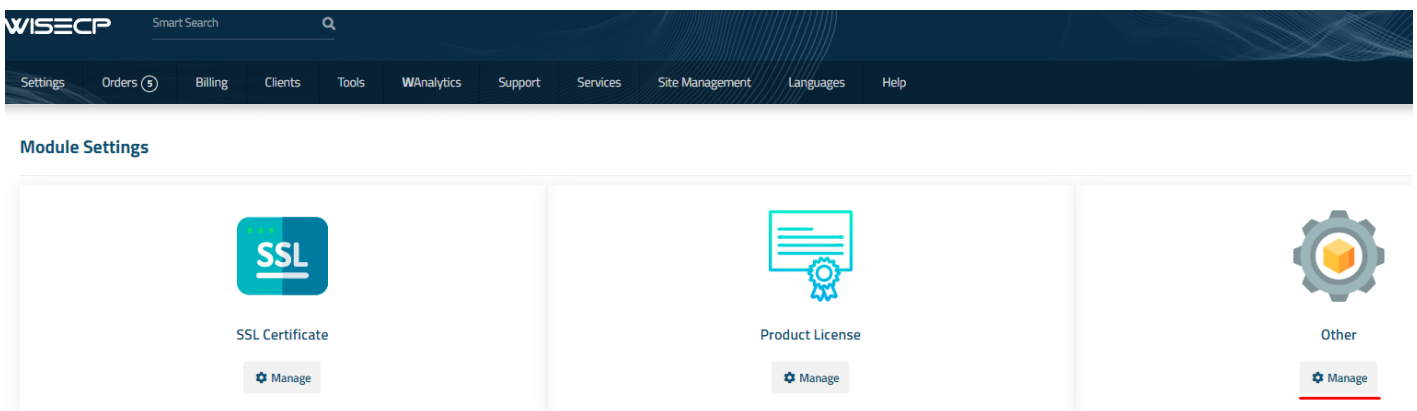 WISECP Smart Search
Settings Orders 5 Billing Clients Tools WAnalytics Support Services Site Management Languages Help
Module Settings
SSL
SSL Certificate Product License Other
Manage Manage Manage